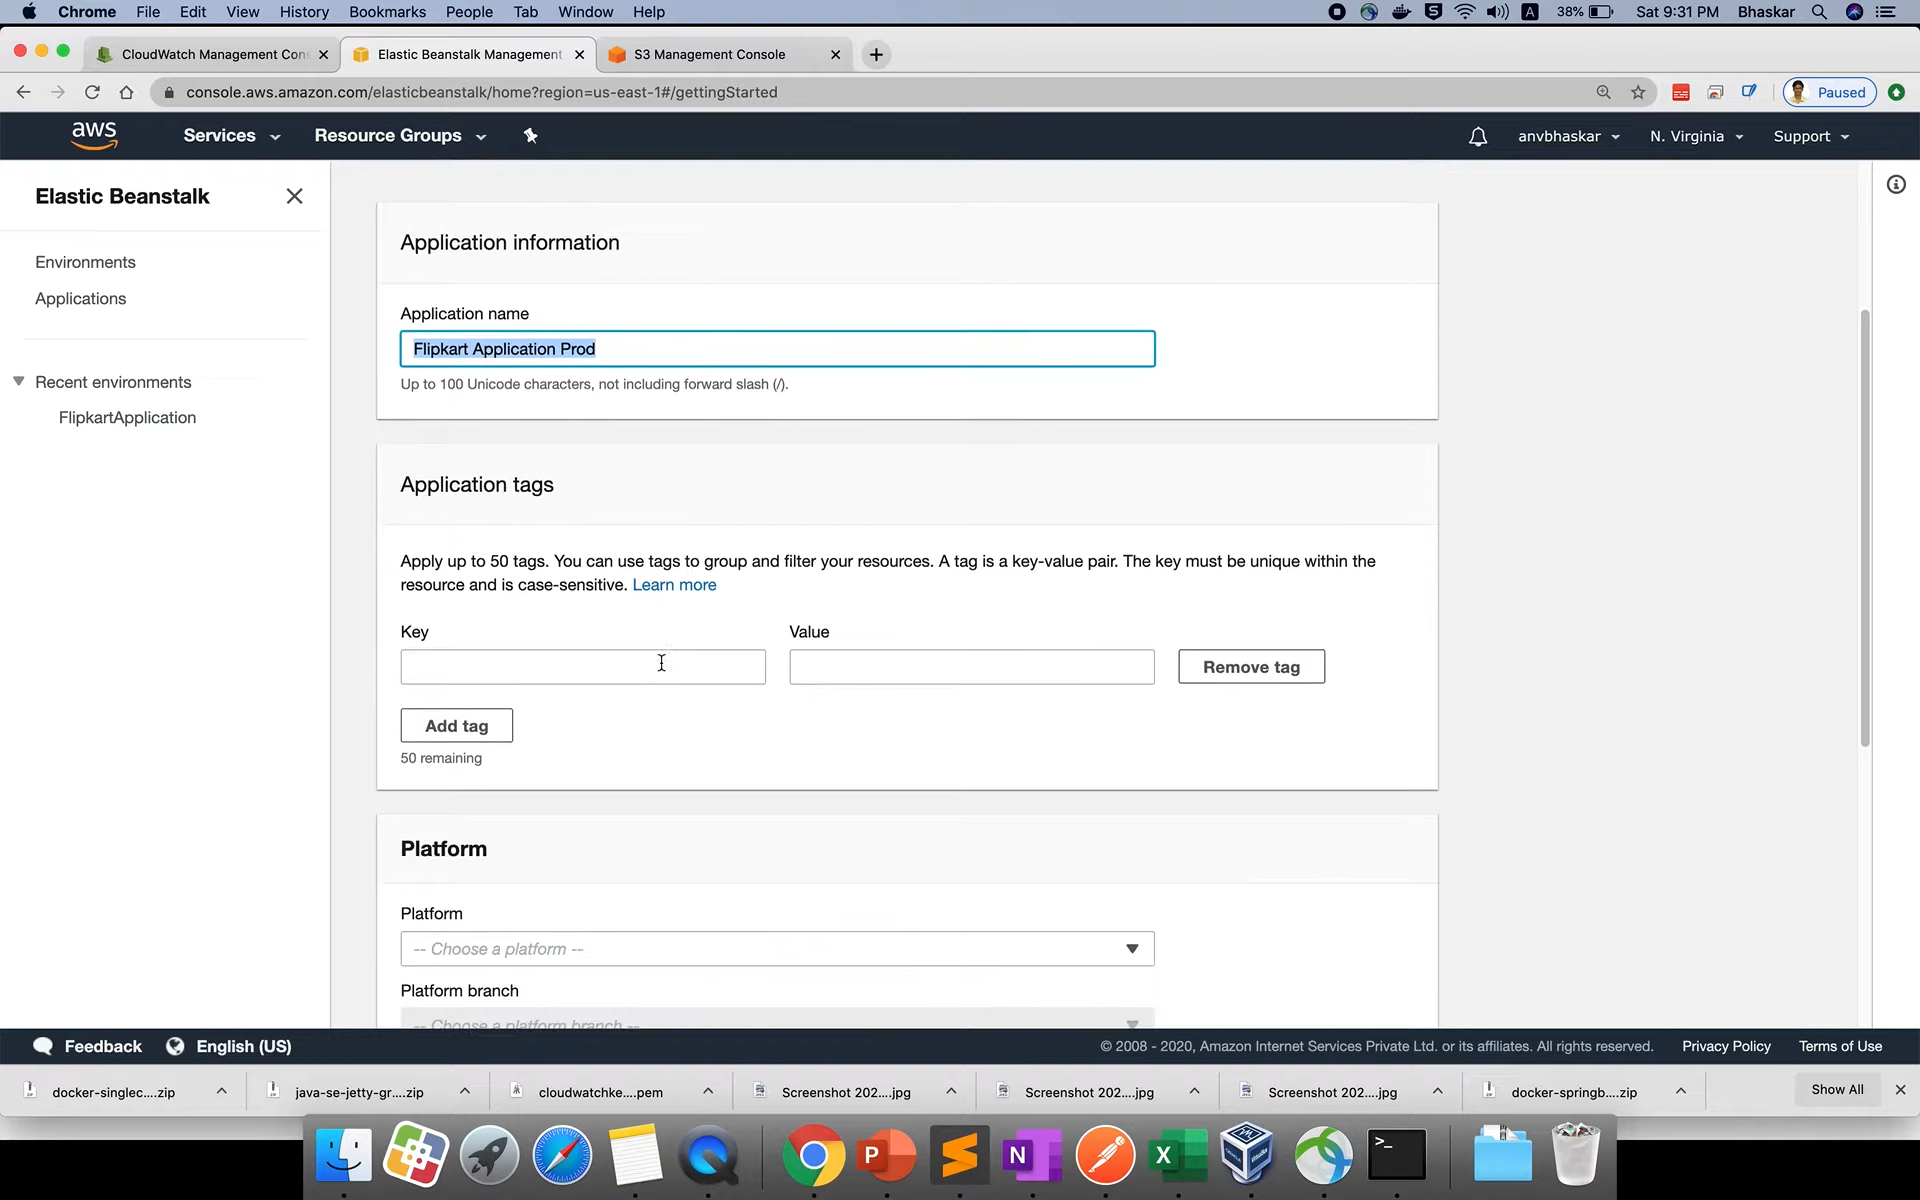 Chrome File Edit View History Bookmarks People Tab Window Help
A 38% Sat 9:31 PM Bhaskar
CloudWatch Management Con
Elastic Beanstalk Management
S3 Management Console
console.aws.amazon.com/elasticbeanstalk/home?region=us-east-1#/gettingStarted
Paused
aws Services Resource Groups anvbhaskar N. Virginia Support
Elastic Beanstalk
Environments
Applications
Recent environments
FlipkartApplication
Application information
Application name
Flipkart Application Prod
Up to 100 Unicode characters, not including forward slash (/).
Application tags
Apply up to 50 tags. You can use tags to group and filter your resources. A tag is a key-value pair. The key must be unique within the
resource and is case-sensitive. Learn more
Key Value
Remove tag
Add tag
50 remaining
Platform
Platform
-- Choose a platform --
Platform branch
-- Choose a platform branch --
Feedback English (US) © 2008 - 2020, Amazon Internet Services Private Ltd. or its affiliates. All rights reserved. Privacy Policy Terms of Use
docker-singlec....zip java-se-jetty-gr....zip cloudwatchke....pem Screenshot 202....jpg Screenshot 202....jpg Screenshot 202....jpg docker-springb....zip Show All
P N X >_